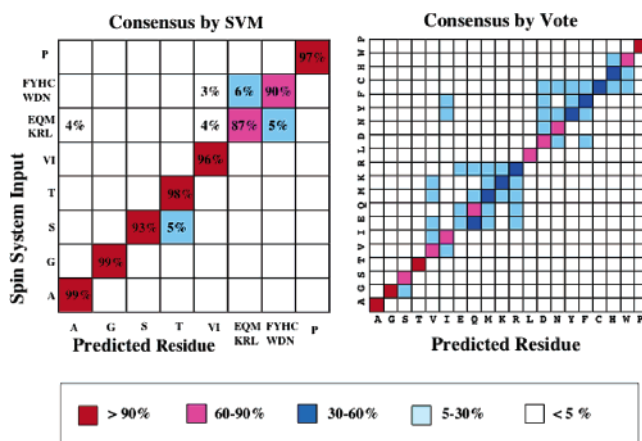 Consensus by SVM
Spin System Input
P
97%
FYHC
WDN
3% 6% 90%
EQM
KRL
4% 4% 87% 5%
VI
96%
T
98%
S
93% 5%
G
99%
A
99%
A G S T VI EQM FYHC P
KRL WDN
Predicted Residue
Consensus by Vote
A G S T V I E Q M K R L D N Y F C H W P
A G S T V I E Q M K R L D N Y F C H W P
Predicted Residue
> 90% 60-90% 30-60% 5-30% < 5 %